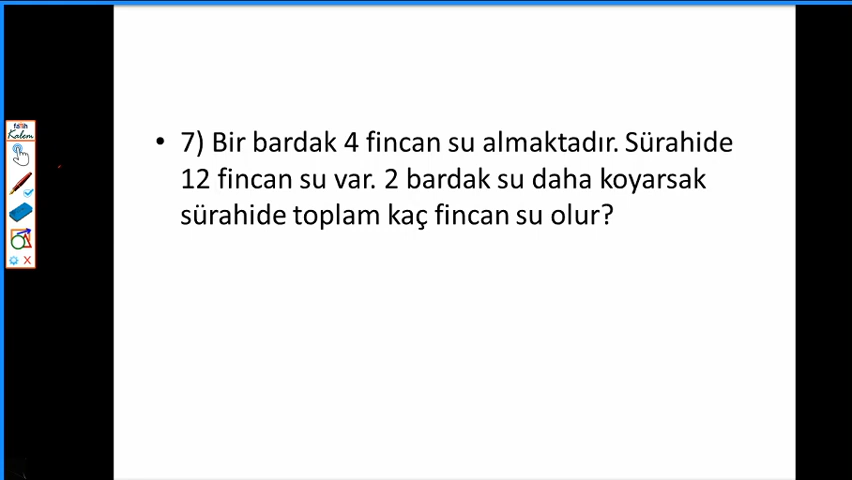 fatih
Kalem
• 7) Bir bardak 4 fincan su almaktadır. Sürahide
12 fincan su var. 2 bardak su daha koyarsak
sürahide toplam kaç fincan su olur?